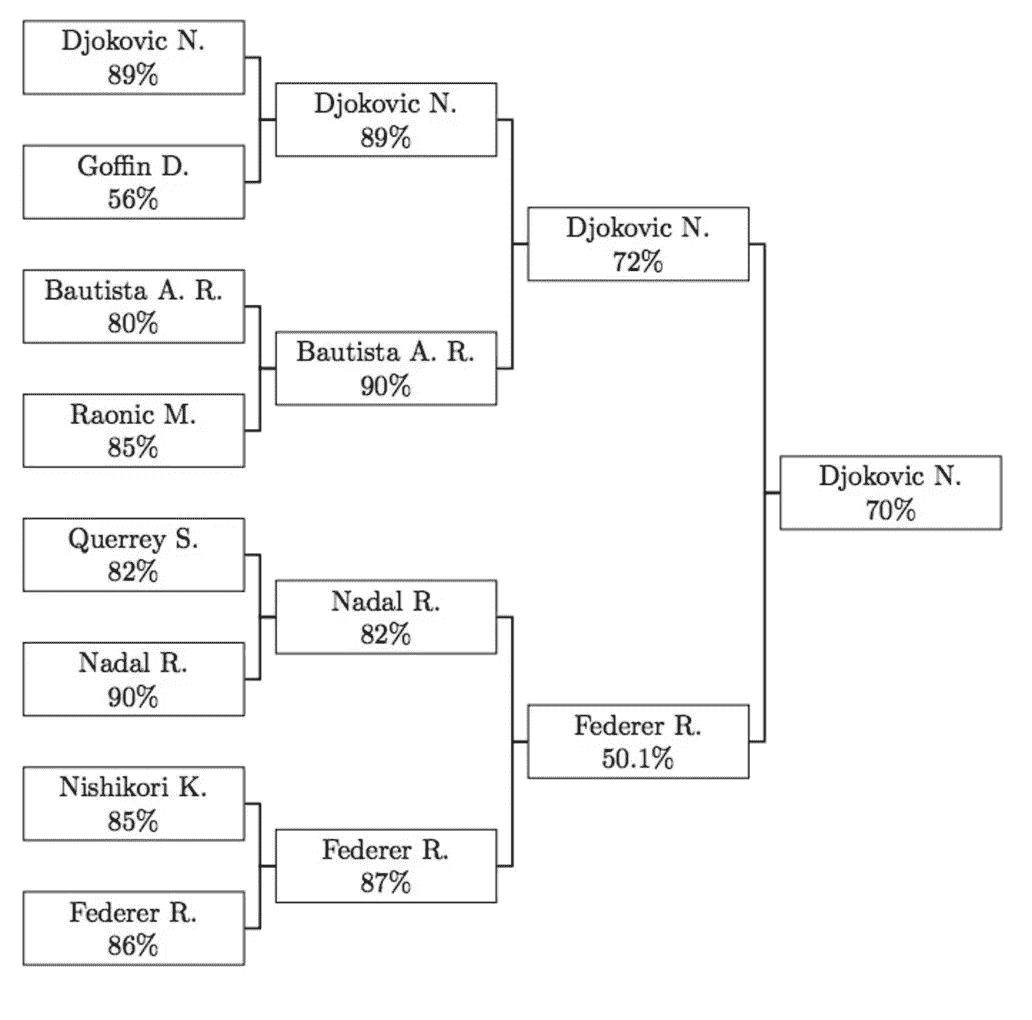 Djokovic N.
89%
Goffin D.
56%
Bautista A. R.
80%
Raonic M.
85%
Querrey S.
82%
Nadal R.
90%
Nishikori K.
85%
Federer R.
86%
Djokovic N.
89%
Bautista A. R.
90%
Nadal R.
82%
Federer R.
87%
Djokovic N.
72%
Federer R.
50.1%
Djokovic N.
70%